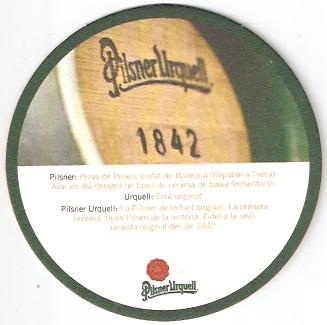 Pilsner Urquell
1842
Pilsner: Prové de Pilsen, ciutat de Bohèmia (República Txeca).
Avui en dia designa un tipus de cervesa de baixa fermentació.
Urquell: Font original.
Pilsner Urquell: La Pilsner de la font original. La primera
cervesa tipus Pilsen de la història. Fidel a la seva
recepta original des de 1842.
Pilsner Urquell